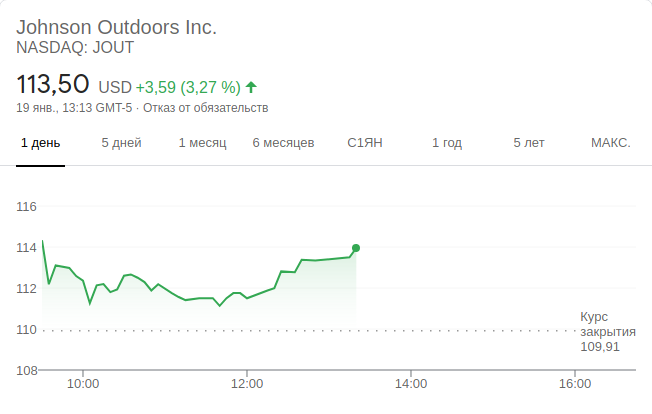 Johnson Outdoors Inc.
NASDAQ: JOUT
113,50 USD +3,59 (3,27 %)
19 янв., 13:13 GMT-5 · Отказ от обязательств
1 день 5 дней 1 месяц 6 месяцев С1ЯН 1 год 5 лет МАКС.
116
114
112
110
Курс
закрытия
109,91
108
10:00 12:00 14:00 16:00